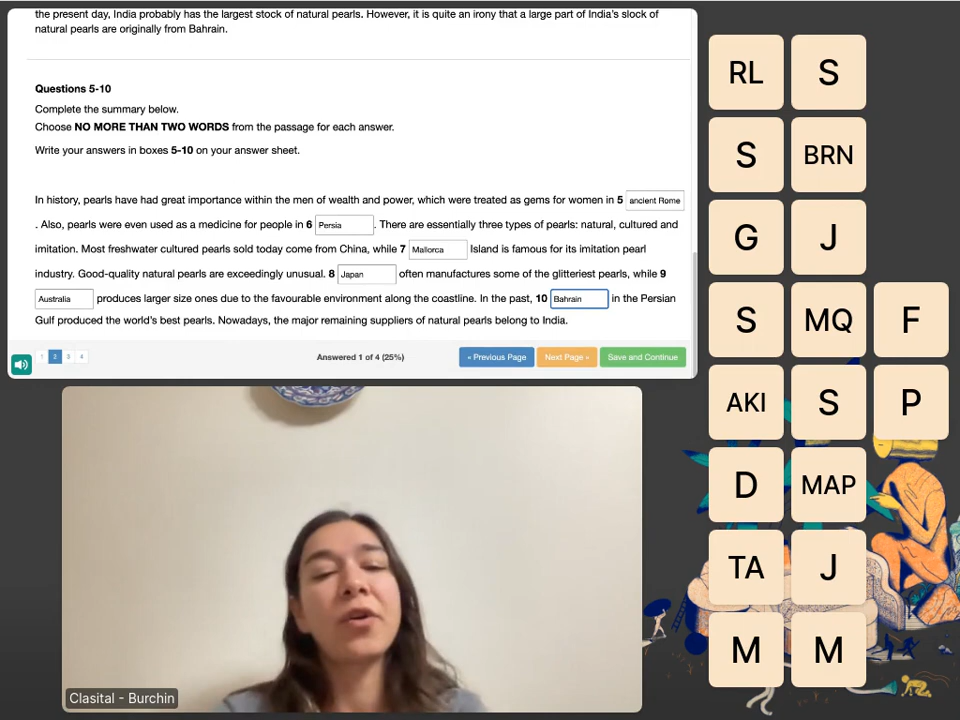 the present day, India probably has the largest stock of natural pearls. However, it is quite an irony that a large part of India's slock of
natural pearls are originally from Bahrain.
Questions 5-10
Complete the summary below.
Choose NO MORE THAN TWO WORDS from the passage for each answer.
Write your answers in boxes 5-10 on your answer sheet.
In history, pearls have had great importance within the men of wealth and power, which were treated as gems for women in 5 ancient Rome
. Also, pearls were even used as a medicine for people in 6 Persia . There are essentially three types of pearls: natural, cultured and
imitation. Most freshwater cultured pearls sold today come from China, while 7 Mallorca Island is famous for its imitation pearl
industry. Good-quality natural pearls are exceedingly unusual. 8 Japan often manufactures some of the glitteriest pearls, while 9
Australia produces larger size ones due to the favourable environment along the coastline. In the past, 10 Bahrain in the Persian
Gulf produced the world's best pearls. Nowadays, the major remaining suppliers of natural pearls belong to India.
1 2 3 4
Answered 1 of 4 (25%)
« Previous Page
Next Page »
Save and Continue
Clasital - Burchin
RL S
S BRN
G J
S MQ F
AKI S P
D MAP
TA J
M M